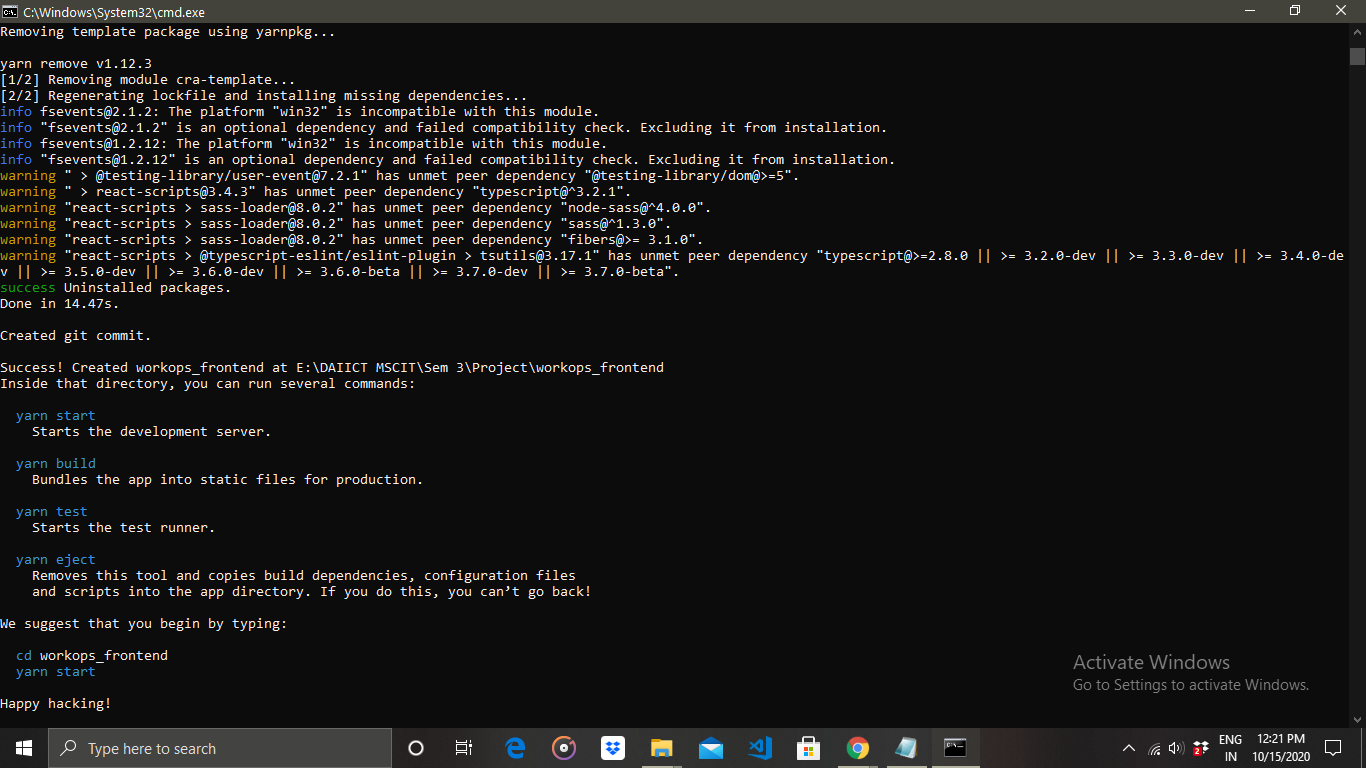 C:\Windows\System32\cmd.exe
Removing template package using yarnpkg...
yarn remove v1.12.3
[1/2] Removing module cra-template...
[2/2] Regenerating lockfile and installing missing dependencies...
info fsevents@2.1.2: The platform "win32" is incompatible with this module.
info "fsevents@2.1.2" is an optional dependency and failed compatibility check. Excluding it from installation.
info fsevents@1.2.12: The platform "win32" is incompatible with this module.
info "fsevents@1.2.12" is an optional dependency and failed compatibility check. Excluding it from installation.
warning " > @testing-library/user-event@7.2.1" has unmet peer dependency "@testing-library/dom@>=5".
warning " > react-scripts@3.4.3" has unmet peer dependency "typescript@^3.2.1".
warning "react-scripts > sass-loader@8.0.2" has unmet peer dependency "node-sass@^4.0.0".
warning "react-scripts > sass-loader@8.0.2" has unmet peer dependency "sass@^1.3.0".
warning "react-scripts > sass-loader@8.0.2" has unmet peer dependency "fibers@>= 3.1.0".
warning "react-scripts > @typescript-eslint/eslint-plugin > tsutils@3.17.1" has unmet peer dependency "typescript@>=2.8.0 || >= 3.2.0-dev || >= 3.3.0-dev || >= 3.4.0-de
v || >= 3.5.0-dev || >= 3.6.0-dev || >= 3.6.0-beta || >= 3.7.0-dev || >= 3.7.0-beta".
success Uninstalled packages.
Done in 14.47s.
Created git commit.
Success! Created workops_frontend at E:\DAIICT MSCIT\Sem 3\Project\workops_frontend
Inside that directory, you can run several commands:
yarn start
Starts the development server.
yarn build
Bundles the app into static files for production.
yarn test
Starts the test runner.
yarn eject
Removes this tool and copies build dependencies, configuration files
and scripts into the app directory. If you do this, you can’t go back!
We suggest that you begin by typing:
cd workops_frontend
yarn start
Happy hacking!
Activate Windows
Go to Settings to activate Windows.
Type here to search
2
ENG
IN
12:21 PM
10/15/2020